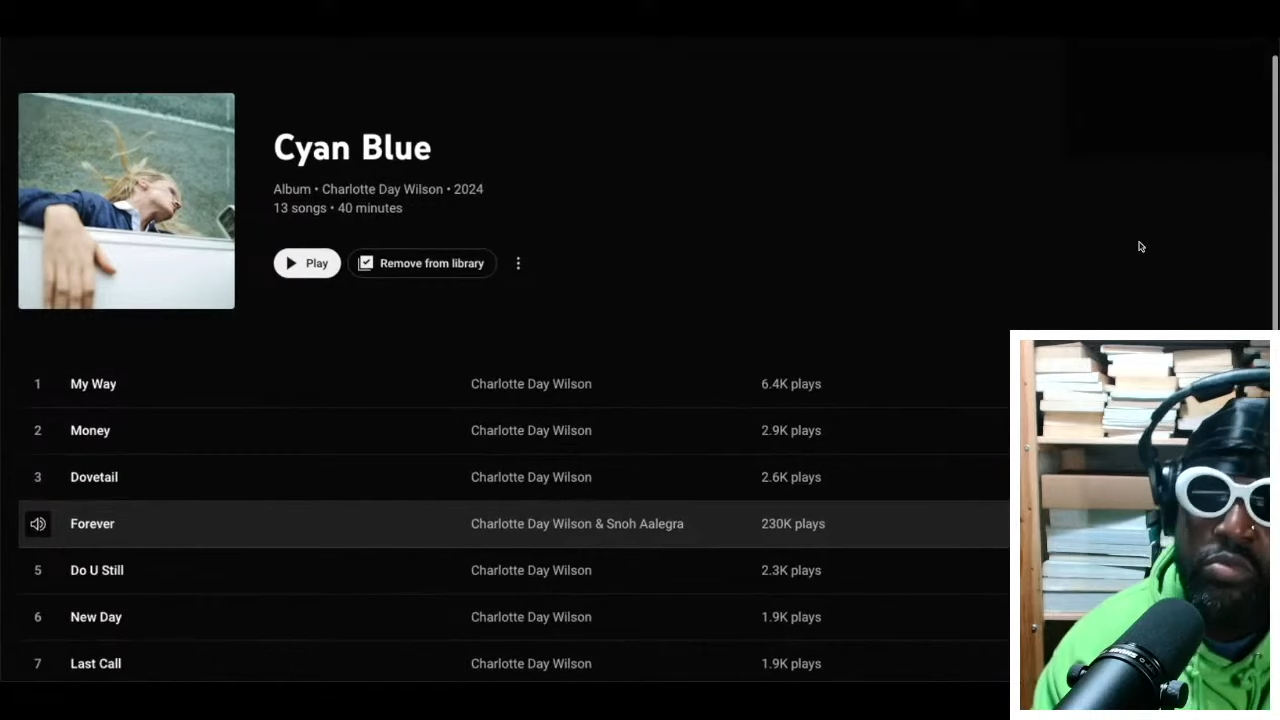 Cyan Blue
Album • Charlotte Day Wilson • 2024
13 songs • 40 minutes
Play
Remove from library
1 My Way Charlotte Day Wilson 6.4K plays
2 Money Charlotte Day Wilson 2.9K plays
3 Dovetail Charlotte Day Wilson 2.6K plays
Forever Charlotte Day Wilson & Snoh Aalegra 230K plays
5 Do U Still Charlotte Day Wilson 2.3K plays
6 New Day Charlotte Day Wilson 1.9K plays
7 Last Call Charlotte Day Wilson 1.9K plays